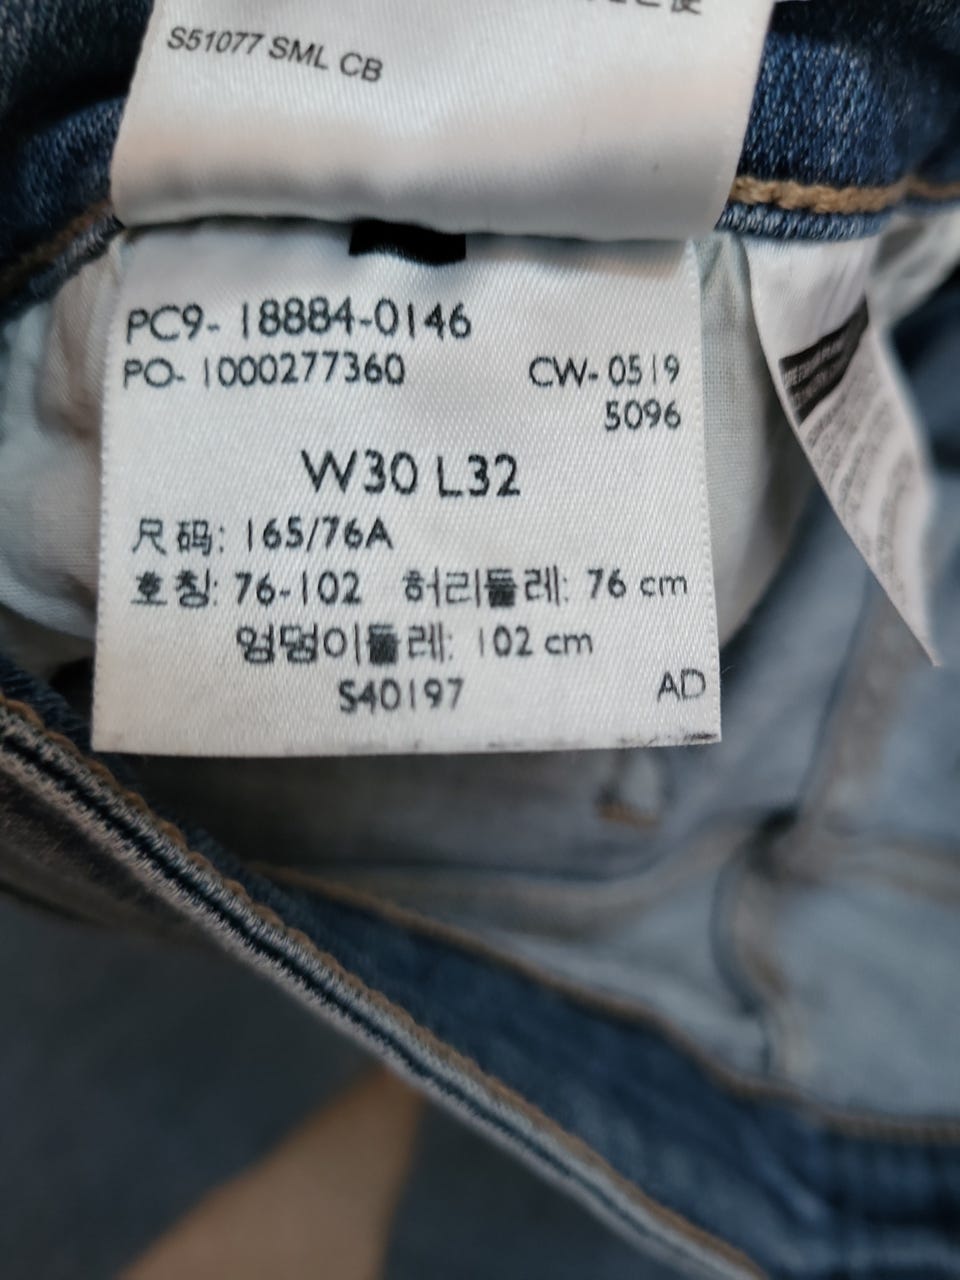 S51077 SML CB
PC9- 18884-0146
PO- 1000277360 CW- 0519
5096
W30 L32
尺码: 165/76A
호칭: 76-102 허리둘레: 76 cm
엉덩이둘레: 102 cm
S40197 AD